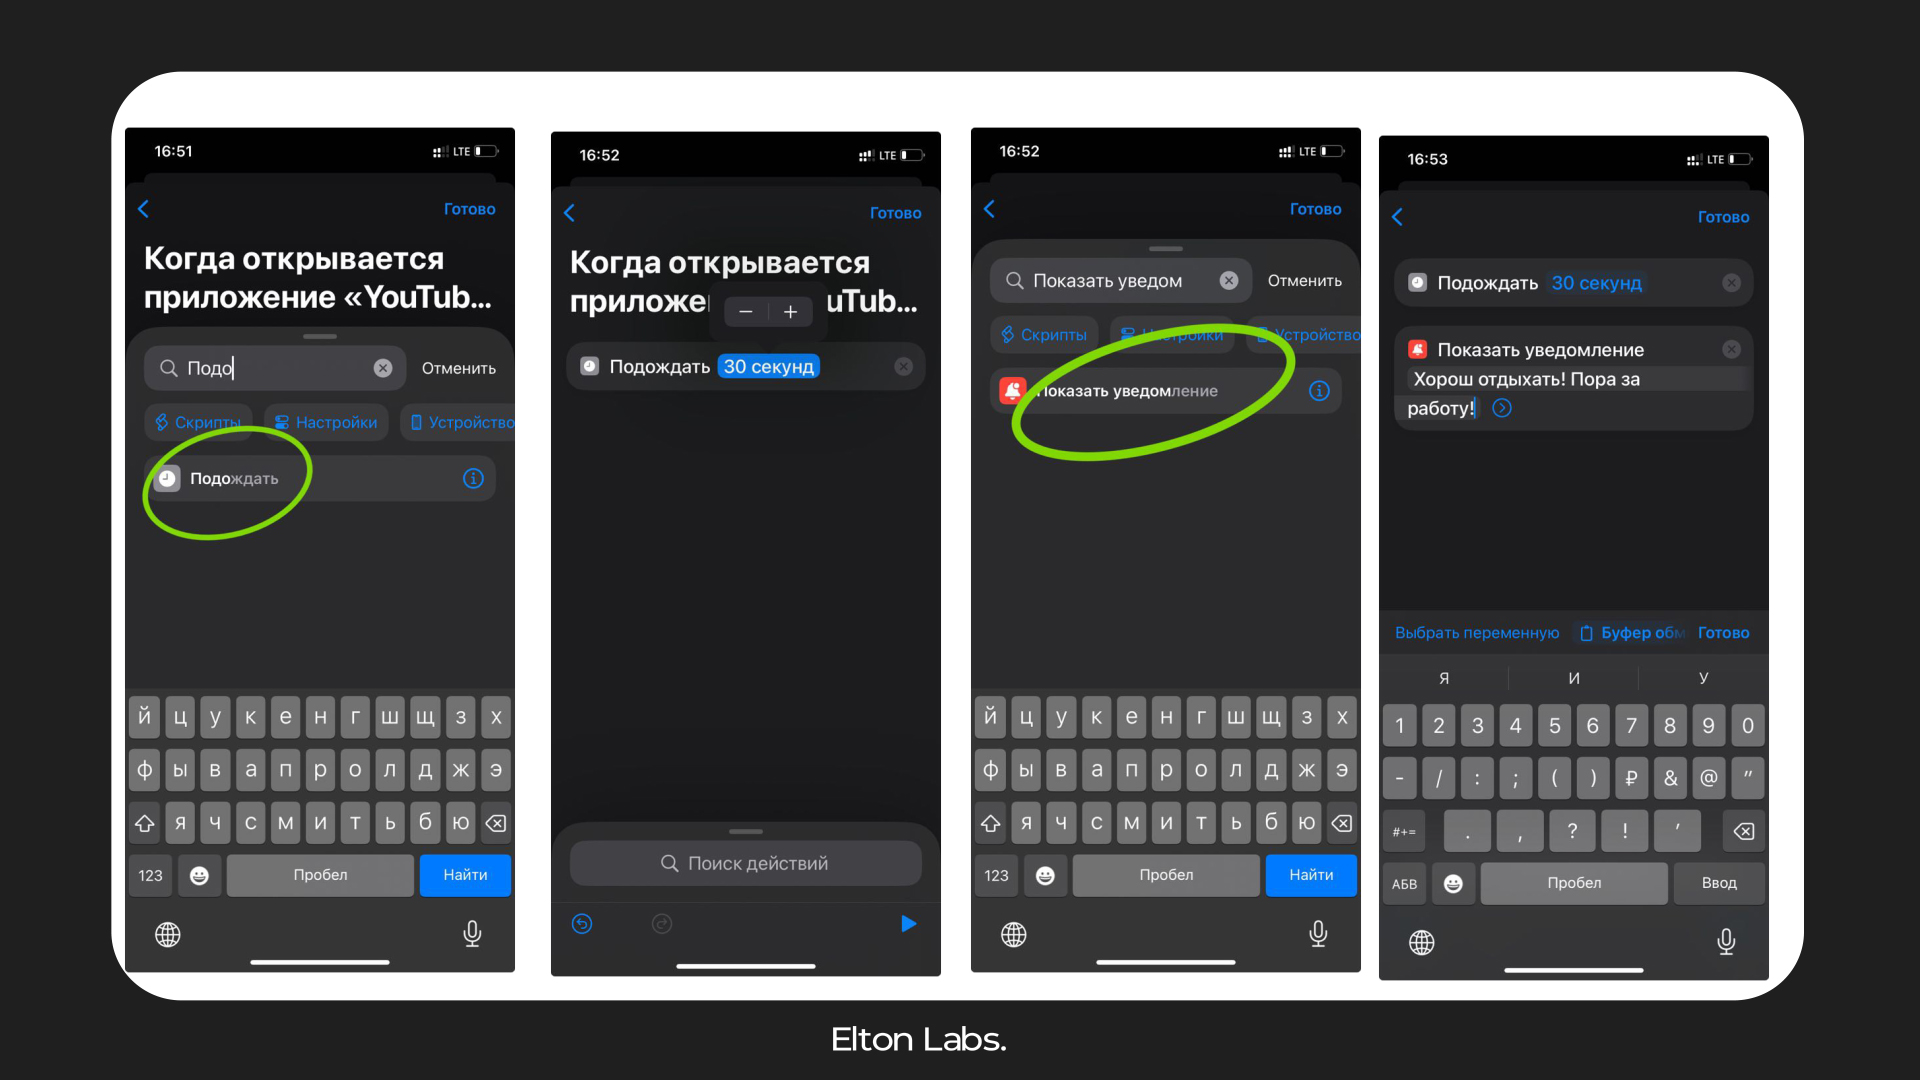 16:51
LTE
Готово
Когда открывается
приложение «YouTub...
Подо
Отменить
Скрипты
Настройки
Устройство
Подождать
й ц у к е н г ш щ з х
ф ы в а п р о л д ж э
я ч с м и т ь б ю
123
Пробел
Найти
16:52
LTE
Готово
Когда открывается
приложе uTub...
− +
Подождать 30 секунд
Поиск действий
16:52
LTE
Готово
Показать уведом
Отменить
Скрипты
Настройки
Устройство
Показать уведомление
й ц у к е н г ш щ з х
ф ы в а п р о л д ж э
я ч с м и т ь б ю
123
Пробел
Найти
16:53
LTE
Готово
Подождать 30 секунд
Показать уведомление
Хорош отдыхать! Пора за
работу!
Выбрать переменную
Буфер обм
Готово
я и у
1 2 3 4 5 6 7 8 9 0
- / : ; ( ) ₽ & @ "
#+= . , ? ! '
АБВ
Пробел
Ввод
Elton Labs.